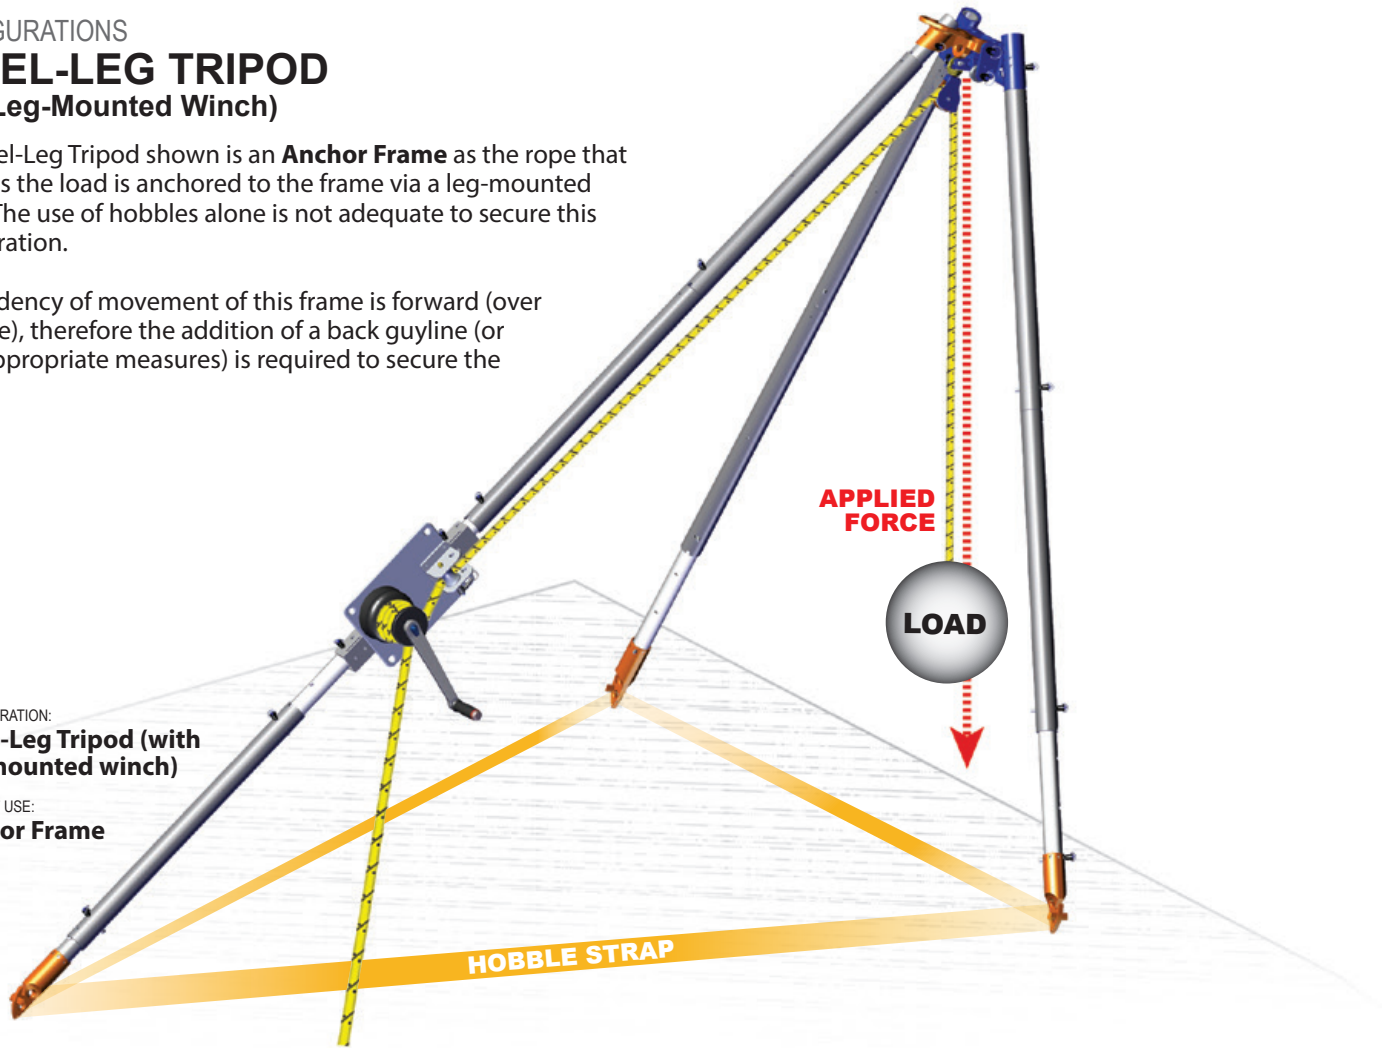 GURATIONS
EL-LEG TRIPOD
Leg-Mounted Winch)
el-Leg Tripod shown is an Anchor Frame as the rope that
s the load is anchored to the frame via a leg-mounted
The use of hobbles alone is not adequate to secure this
ration.
dency of movement of this frame is forward (over
e), therefore the addition of a back guyline (or
ppropriate measures) is required to secure the
APPLIED
FORCE
LOAD
RATION:
-Leg Tripod (with
mounted winch)
USE:
or Frame
HOBBLE STRAP